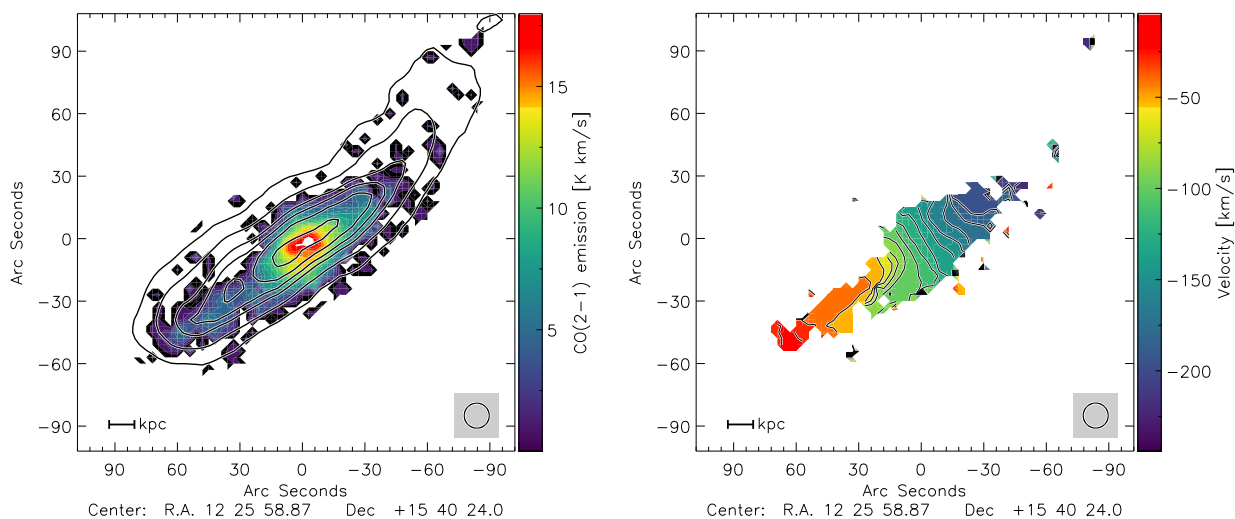 90
60
30
0
−30
−60
−90
Arc Seconds
kpc
90 60 30 0 −30 −60 −90
Arc Seconds
Center: R.A. 12 25 58.87 Dec +15 40 24.0
15
10
5
CO(2−1) emission [K km/s]
90
60
30
0
−30
−60
−90
Arc Seconds
kpc
90 60 30 0 −30 −60 −90
Arc Seconds
Center: R.A. 12 25 58.87 Dec +15 40 24.0
−50
−100
−150
−200
Velocity [km/s]